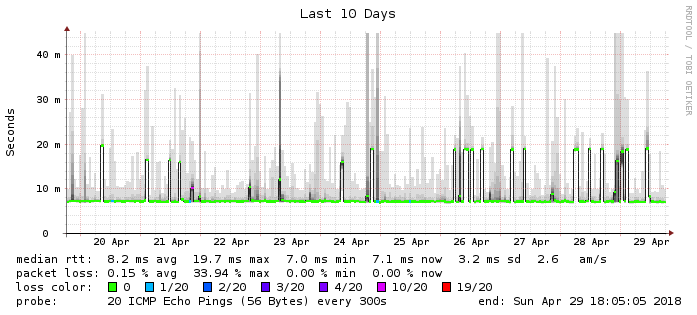 Last 10 Days
RRDTOOL / TOBI OETIKER
Seconds
40 m
30 m
20 m
10 m
0
20 Apr 21 Apr 22 Apr 23 Apr 24 Apr 25 Apr 26 Apr 27 Apr 28 Apr 29 Apr
median rtt: 8.2 ms avg 19.7 ms max 7.0 ms min 7.1 ms now 3.2 ms sd 2.6 am/s
packet loss: 0.15 % avg 33.94 % max 0.00 % min 0.00 % now
loss color: 0 1/20 2/20 3/20 4/20 10/20 19/20
probe: 20 ICMP Echo Pings (56 Bytes) every 300s end: Sun Apr 29 18:05:05 2018